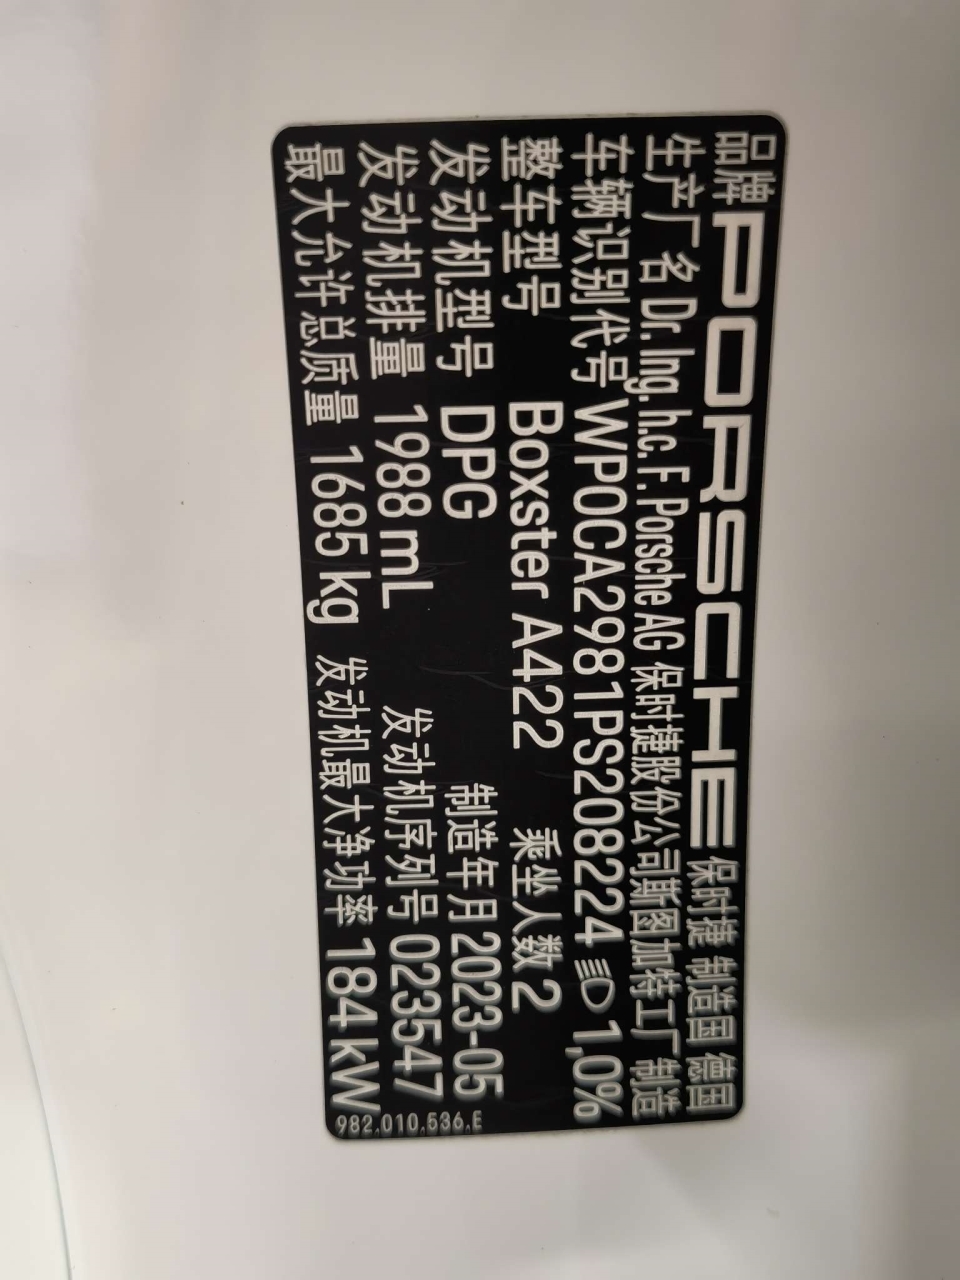 品牌 PORSCHE 保时捷 制造国 德国
生产厂名 Dr. Ing. h.c. F. Porsche AG 保时捷股份公司斯图加特工厂制造
车辆识别代号 WP0CA2981PS208224 1,0%
整车型号 Boxster A422 乘坐人数 2
发动机型号 DPG 制造年月 2023-05
发动机排量 1988 mL 发动机序列号 023547
最大允许总质量 1685 kg 发动机最大净功率 184 kW
982.010.536.E